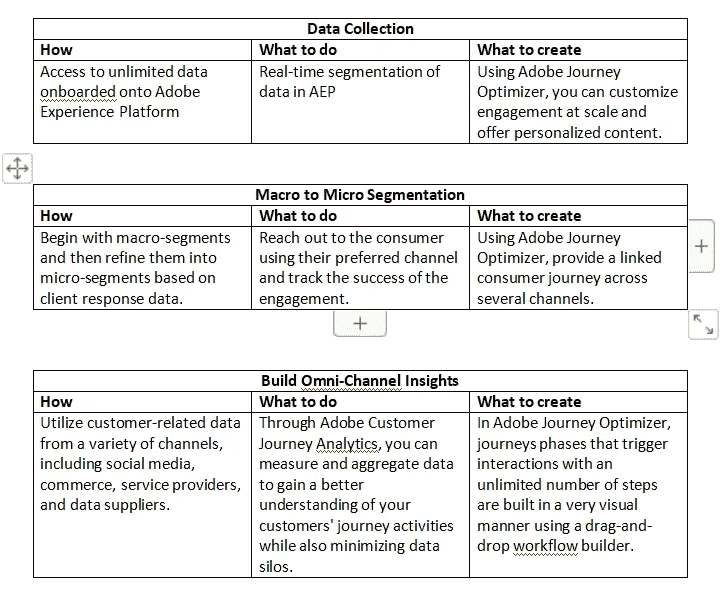 Data Collection
How What to do What to create
Access to unlimited data
onboarded onto Adobe
Experience Platform
Real-time segmentation of
data in AEP
Using Adobe Journey
Optimizer, you can customize
engagement at scale and
offer personalized content.
Macro to Micro Segmentation
How What to do What to create
Begin with macro-segments
and then refine them into
micro-segments based on
client response data.
Reach out to the consumer
using their preferred channel
and track the success of the
engagement.
Using Adobe Journey
Optimizer, provide a linked
consumer journey across
several channels.
Build Omni-Channel Insights
How What to do What to create
Utilize customer-related data
from a variety of channels,
including social media,
commerce, service providers,
and data suppliers.
Through Adobe Customer
Journey Analytics, you can
measure and aggregate data
to gain a better
understanding of your
customers' journey activities
while also minimizing data
silos.
In Adobe Journey Optimizer,
journeys phases that trigger
interactions with an
unlimited number of steps
are built in a very visual
manner using a drag-and-
drop workflow builder.